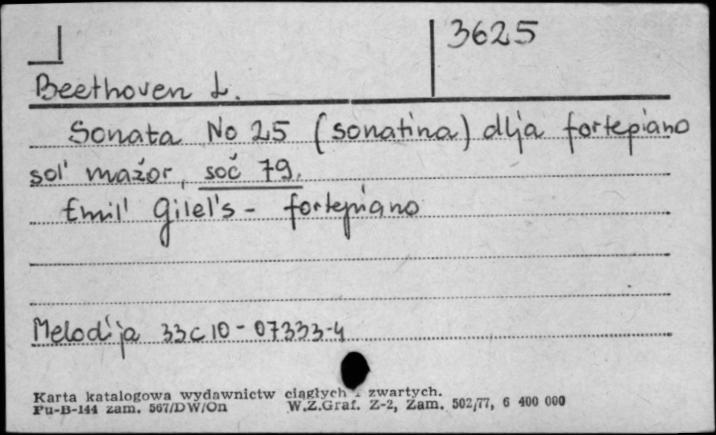 3625
Beethoven L.
Sonata No 25 (sonatina) dlja fortepiano
sol' mažor, soč 79.
Emil' Gilel's - fortepiano
Melodija 33c10-07333-4
Karta katalogowa wydawnictw ciągłych i zwartych.
Pu-B-144 zam. 567/DW/On W.Z.Graf. Z-2, Zam. 502/77, 6 400 000